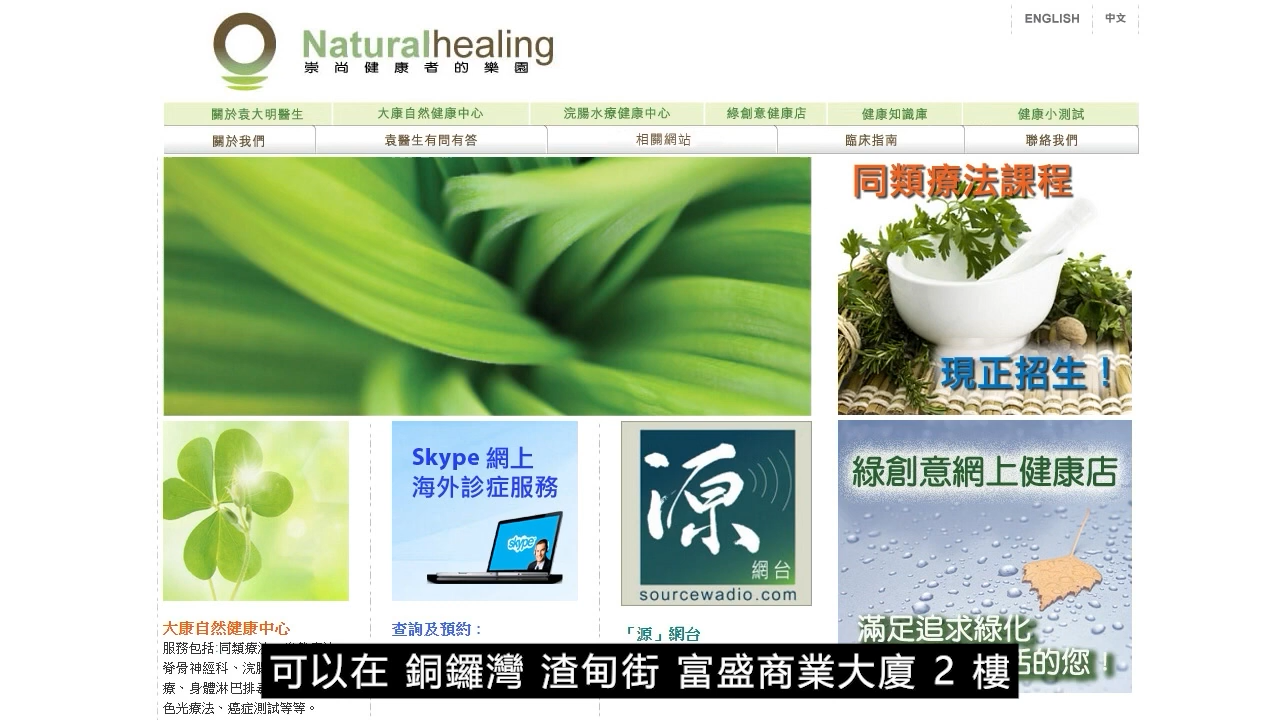 ENGLISH 中文
Naturalhealing
崇尚健康者的樂園
關於袁大明醫生 大康自然健康中心 浣腸水療健康中心 綠創意健康店 健康知識庫 健康小測試
關於我們 袁醫生有問有答 相關網站 臨床指南 聯絡我們
同類療法課程
現正招生！
Skype 網上
海外診症服務
skype
源
網台
sourcewadio.com
綠創意網上健康店
滿足追求綠化
活的您！
大康自然健康中心
服務包括:同類療
脊骨神經科、浣腸
療、身體淋巴排毒
色光療法、癌症測試等等。
查詢及預約：
「源」網台
可以在 銅鑼灣 渣甸街 富盛商業大廈 2 樓